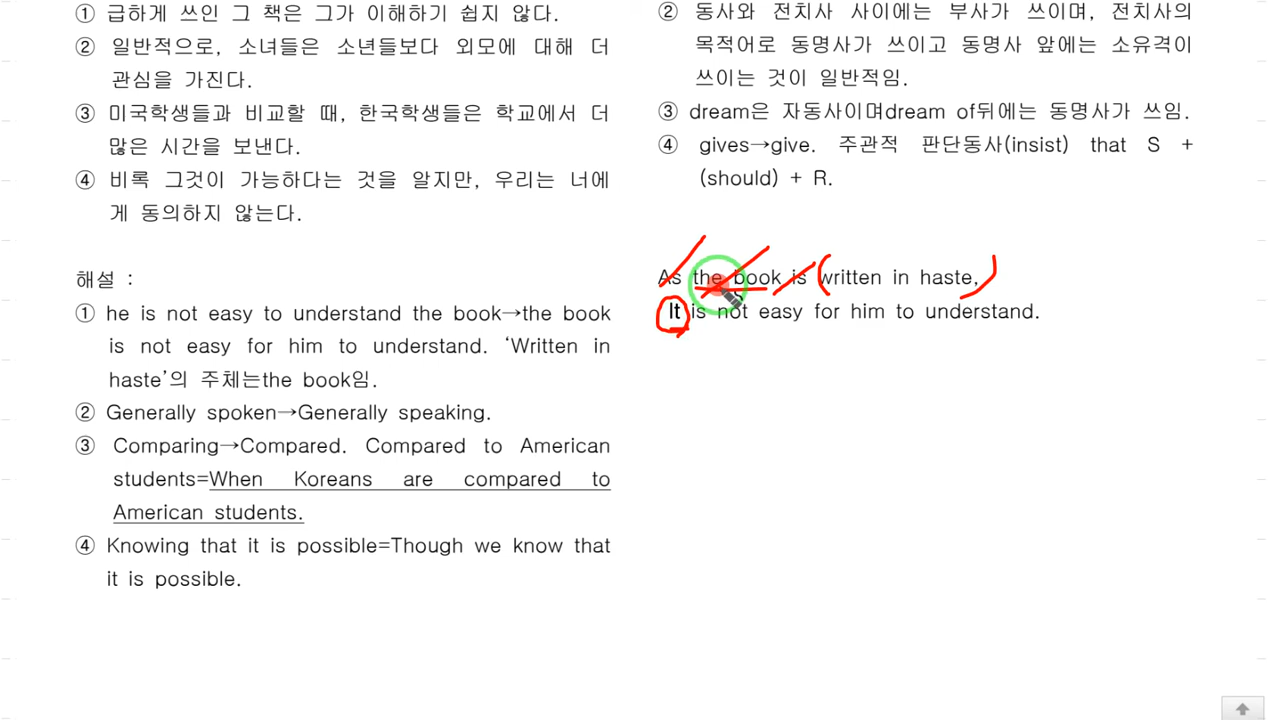 ① 급하게 쓰인 그 책은 그가 이해하기 쉽지 않다.
② 일반적으로, 소녀들은 소년들보다 외모에 대해 더
관심을 가진다.
③ 미국학생들과 비교할 때, 한국학생들은 학교에서 더
많은 시간을 보낸다.
④ 비록 그것이 가능하다는 것을 알지만, 우리는 너에
게 동의하지 않는다.
해설 :
① he is not easy to understand the book→the book
is not easy for him to understand. ‘Written in
haste’의 주체는the book임.
② Generally spoken→Generally speaking.
③ Comparing→Compared. Compared to American
students=When Koreans are compared to
American students.
④ Knowing that it is possible=Though we know that
it is possible.
② 동사와 전치사 사이에는 부사가 쓰이며, 전치사의
목적어로 동명사가 쓰이고 동명사 앞에는 소유격이
쓰이는 것이 일반적임.
③ dream은 자동사이며dream of뒤에는 동명사가 쓰임.
④ gives→give. 주관적 판단동사(insist) that S +
(should) + R.
As the book is written in haste,
It is not easy for him to understand.